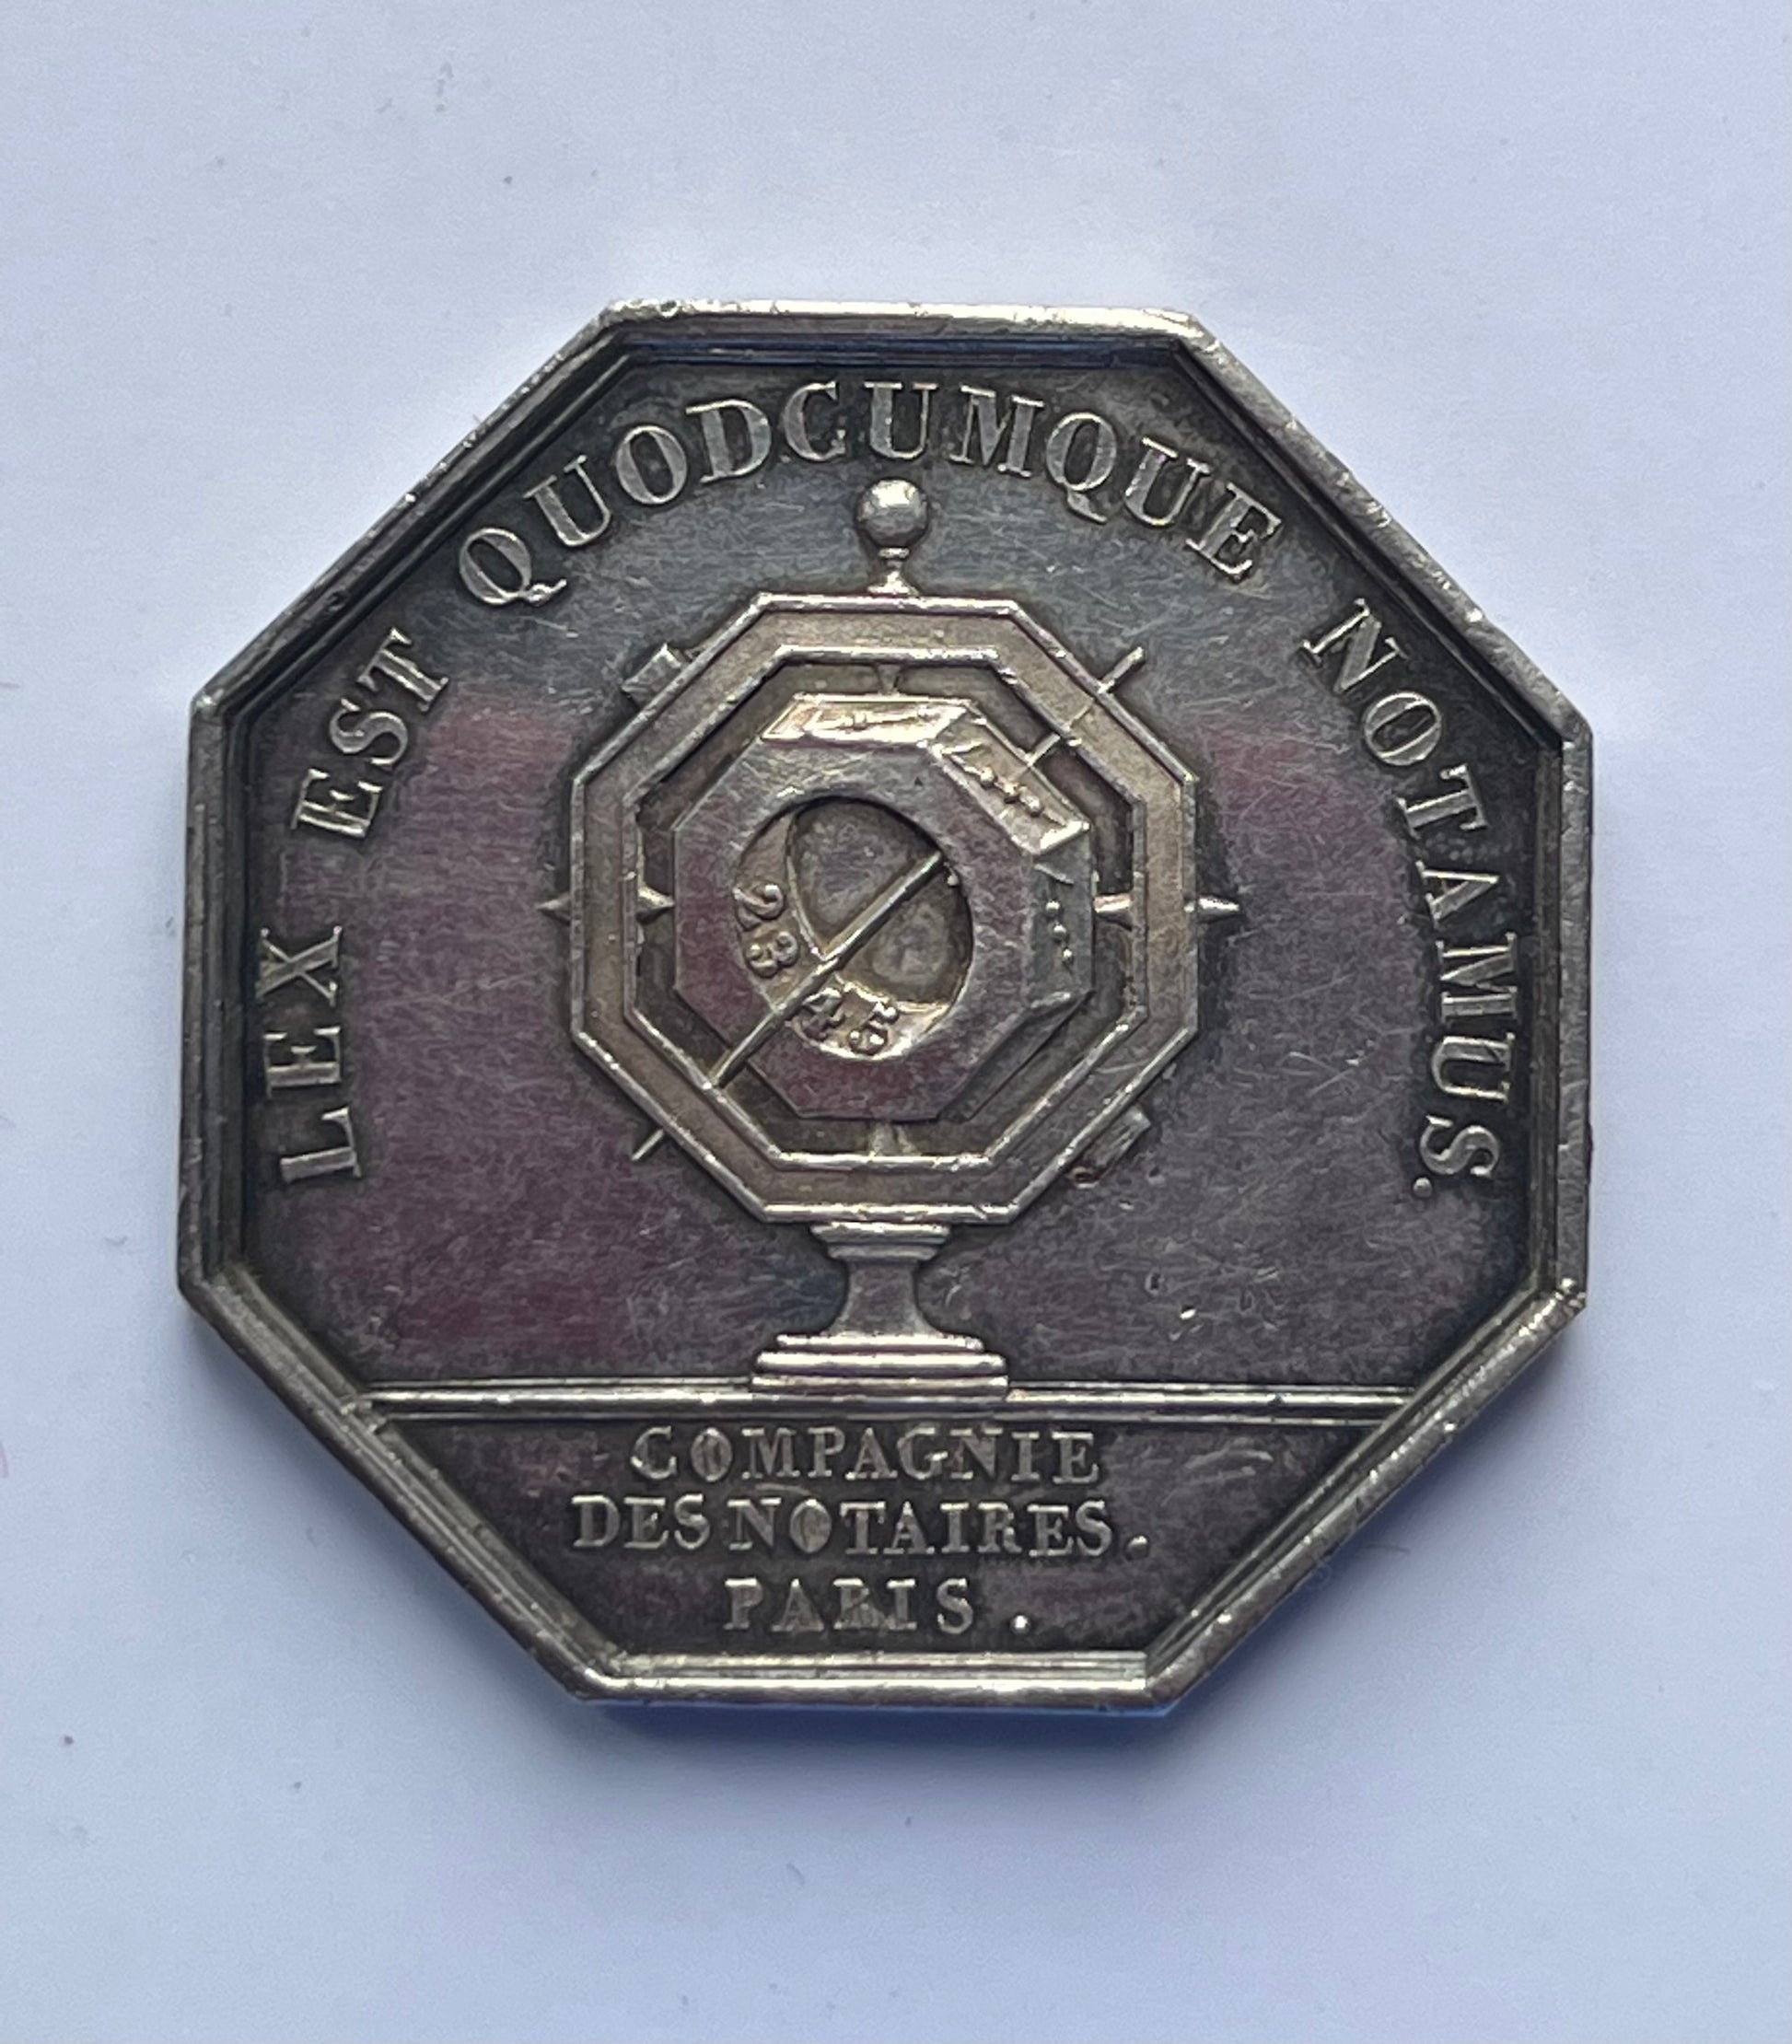 LEX EST QUODCUMQUE NOTAMUS.
23
45
COMPAGNIE
DES NOTAIRES.
PARIS.